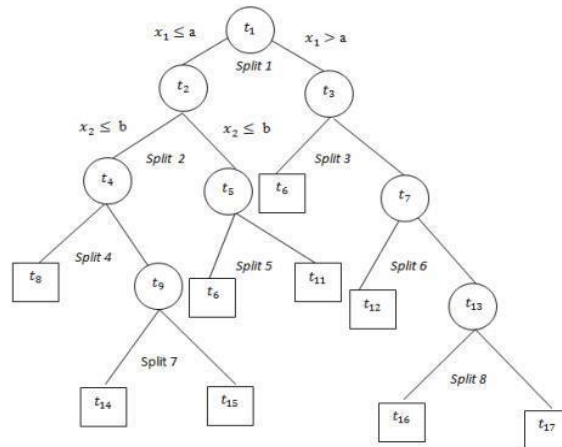 t₁
x₁ ≤ a
x₁ > a
Split 1
t₂
t₃
x₂ ≤ b
x₂ ≤ b
Split 2
Split 3
t₄
t₅
t₆
t₇
Split 4
Split 5
Split 6
t₈
t₉
t₆
t₁₁
t₁₂
t₁₃
Split 7
Split 8
t₁₄
t₁₅
t₁₆
t₁₇